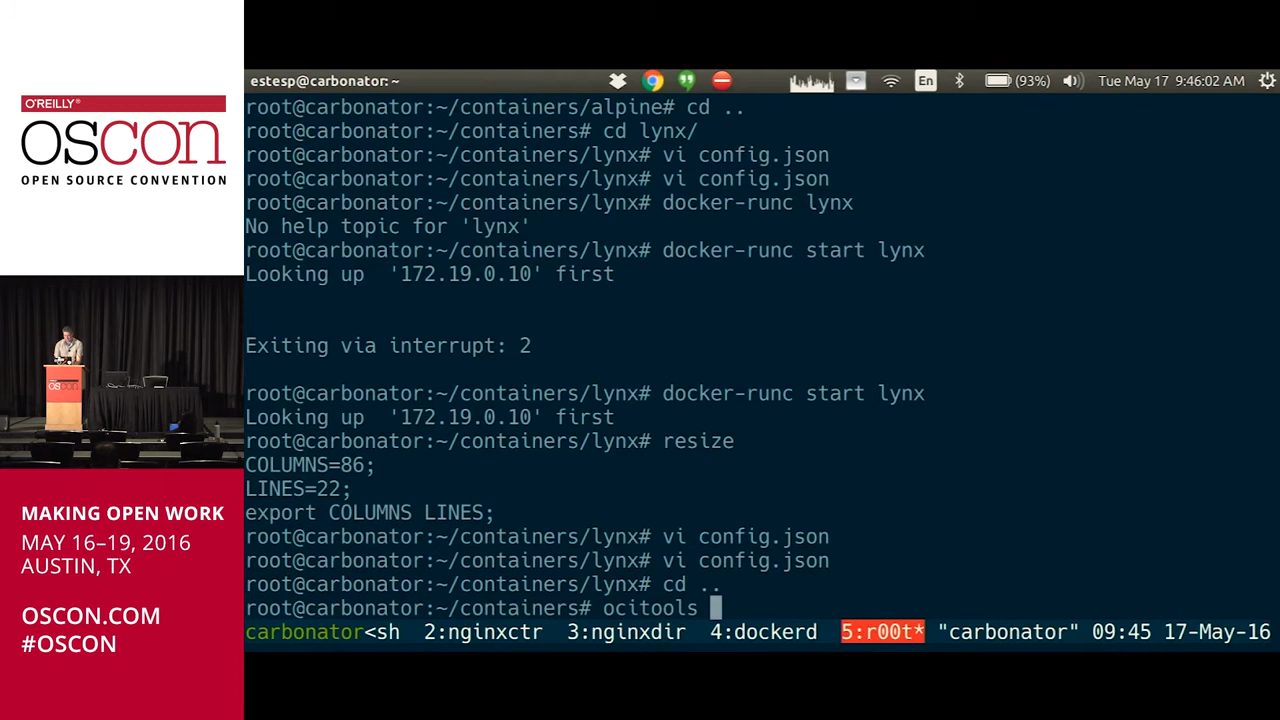 O'REILLY®
OSCON
OPEN SOURCE CONVENTION
oscon
MAKING OPEN WORK
MAY 16–19, 2016
AUSTIN, TX
OSCON.COM
#OSCON
estesp@carbonator: ~
En
(93%)
Tue May 17 9:46:02 AM
root@carbonator:~/containers/alpine# cd ..
root@carbonator:~/containers# cd lynx/
root@carbonator:~/containers/lynx# vi config.json
root@carbonator:~/containers/lynx# vi config.json
root@carbonator:~/containers/lynx# docker-runc lynx
No help topic for 'lynx'
root@carbonator:~/containers/lynx# docker-runc start lynx
Looking up  '172.19.0.10' first
Exiting via interrupt: 2
root@carbonator:~/containers/lynx# docker-runc start lynx
Looking up  '172.19.0.10' first
root@carbonator:~/containers/lynx# resize
COLUMNS=86;
LINES=22;
export COLUMNS LINES;
root@carbonator:~/containers/lynx# vi config.json
root@carbonator:~/containers/lynx# vi config.json
root@carbonator:~/containers/lynx# cd ..
root@carbonator:~/containers# ocitools
carbonator<sh  2:nginxctr  3:nginxdir  4:dockerd  5:r00t* "carbonator" 09:45 17-May-16